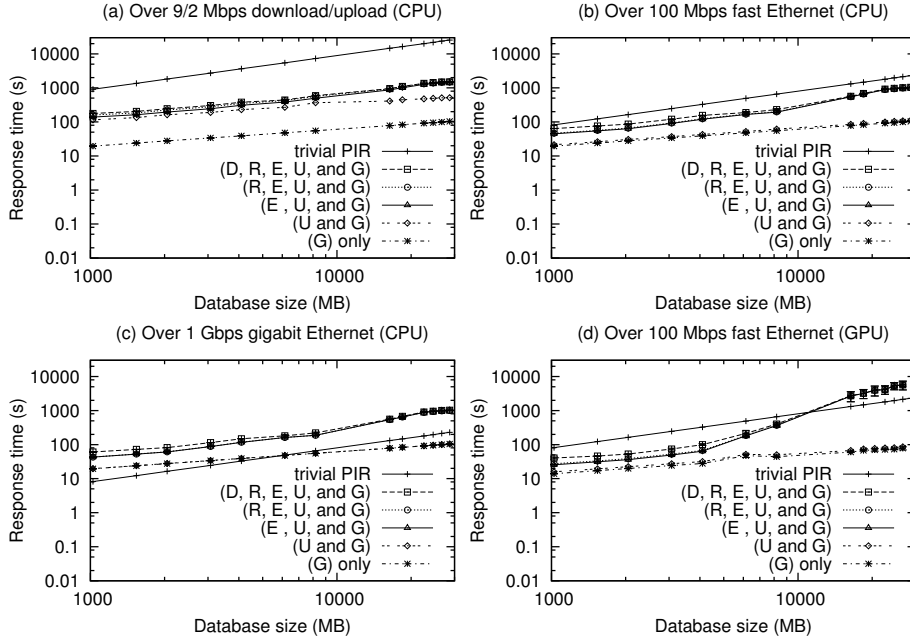 (a) Over 9/2 Mbps download/upload (CPU)
Response time (s)
10000
1000
100
10
1
0.1
0.01
trivial PIR
(D, R, E, U, and G)
(R, E, U, and G)
(E , U, and G)
(U and G)
(G) only
1000
10000
Database size (MB)
(b) Over 100 Mbps fast Ethernet (CPU)
Response time (s)
10000
1000
100
10
1
0.1
0.01
trivial PIR
(D, R, E, U, and G)
(R, E, U, and G)
(E , U, and G)
(U and G)
(G) only
1000
10000
Database size (MB)
(c) Over 1 Gbps gigabit Ethernet (CPU)
Response time (s)
10000
1000
100
10
1
0.1
0.01
trivial PIR
(D, R, E, U, and G)
(R, E, U, and G)
(E , U, and G)
(U and G)
(G) only
1000
10000
Database size (MB)
(d) Over 100 Mbps fast Ethernet (GPU)
Response time (s)
10000
1000
100
10
1
0.1
0.01
trivial PIR
(D, R, E, U, and G)
(R, E, U, and G)
(E , U, and G)
(U and G)
(G) only
1000
10000
Database size (MB)